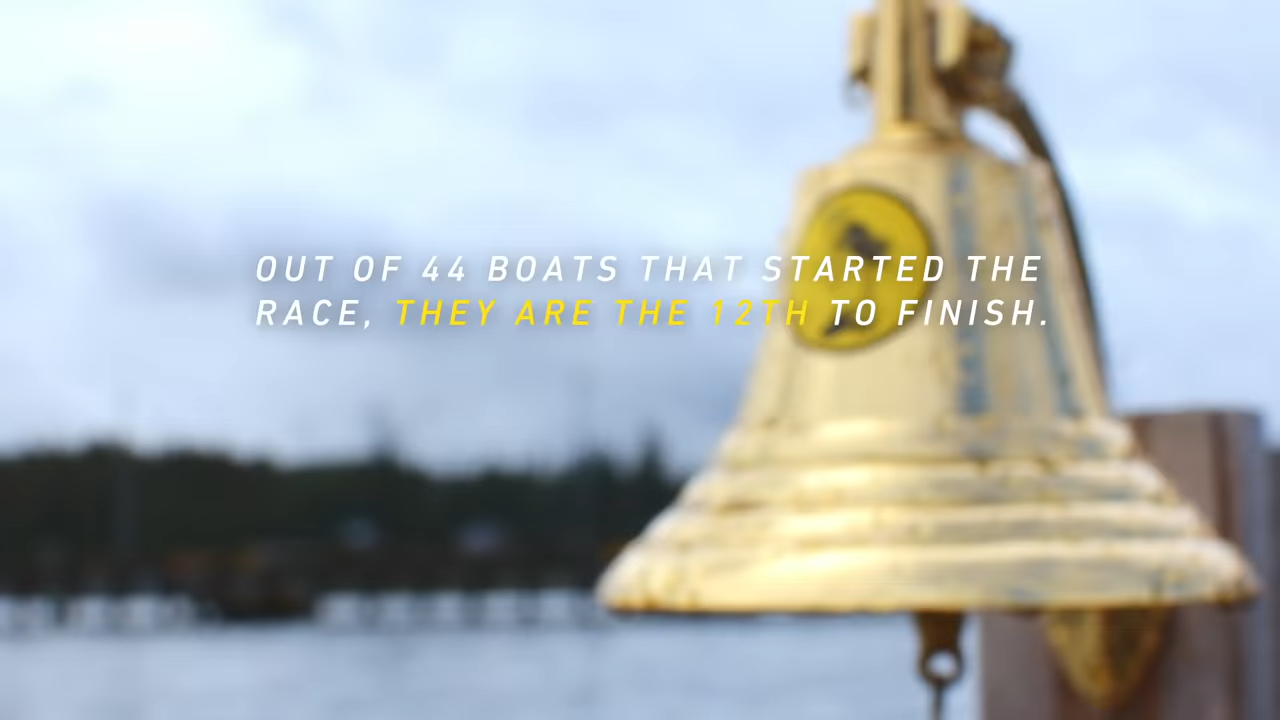 OUT OF 44 BOATS THAT STARTED THE
RACE, THEY ARE THE 12TH TO FINISH.